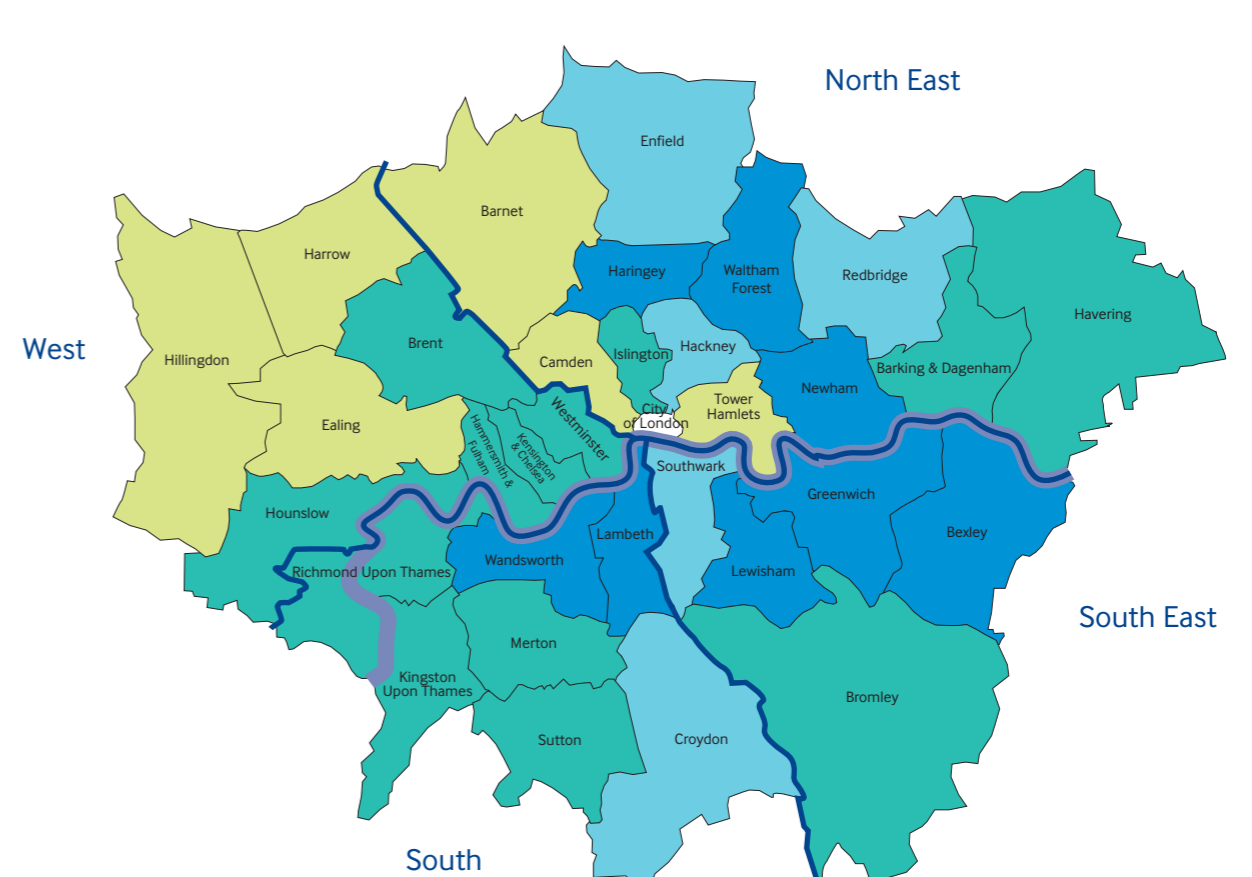 North East
Enfield
Barnet
Harrow
Haringey
Waltham
Forest
Redbridge
Havering
West
Hillingdon
Brent
Camden
Islington
Hackney
Barking & Dagenham
Newham
Tower
Hamlets
City
of London
Westminster
Kensington
& Chelsea
Hammersmith &
Fulham
Ealing
Southwark
Greenwich
Hounslow
Lambeth
Bexley
Wandsworth
Lewisham
Richmond Upon Thames
South East
Merton
Kingston
Upon Thames
Bromley
Sutton
Croydon
South